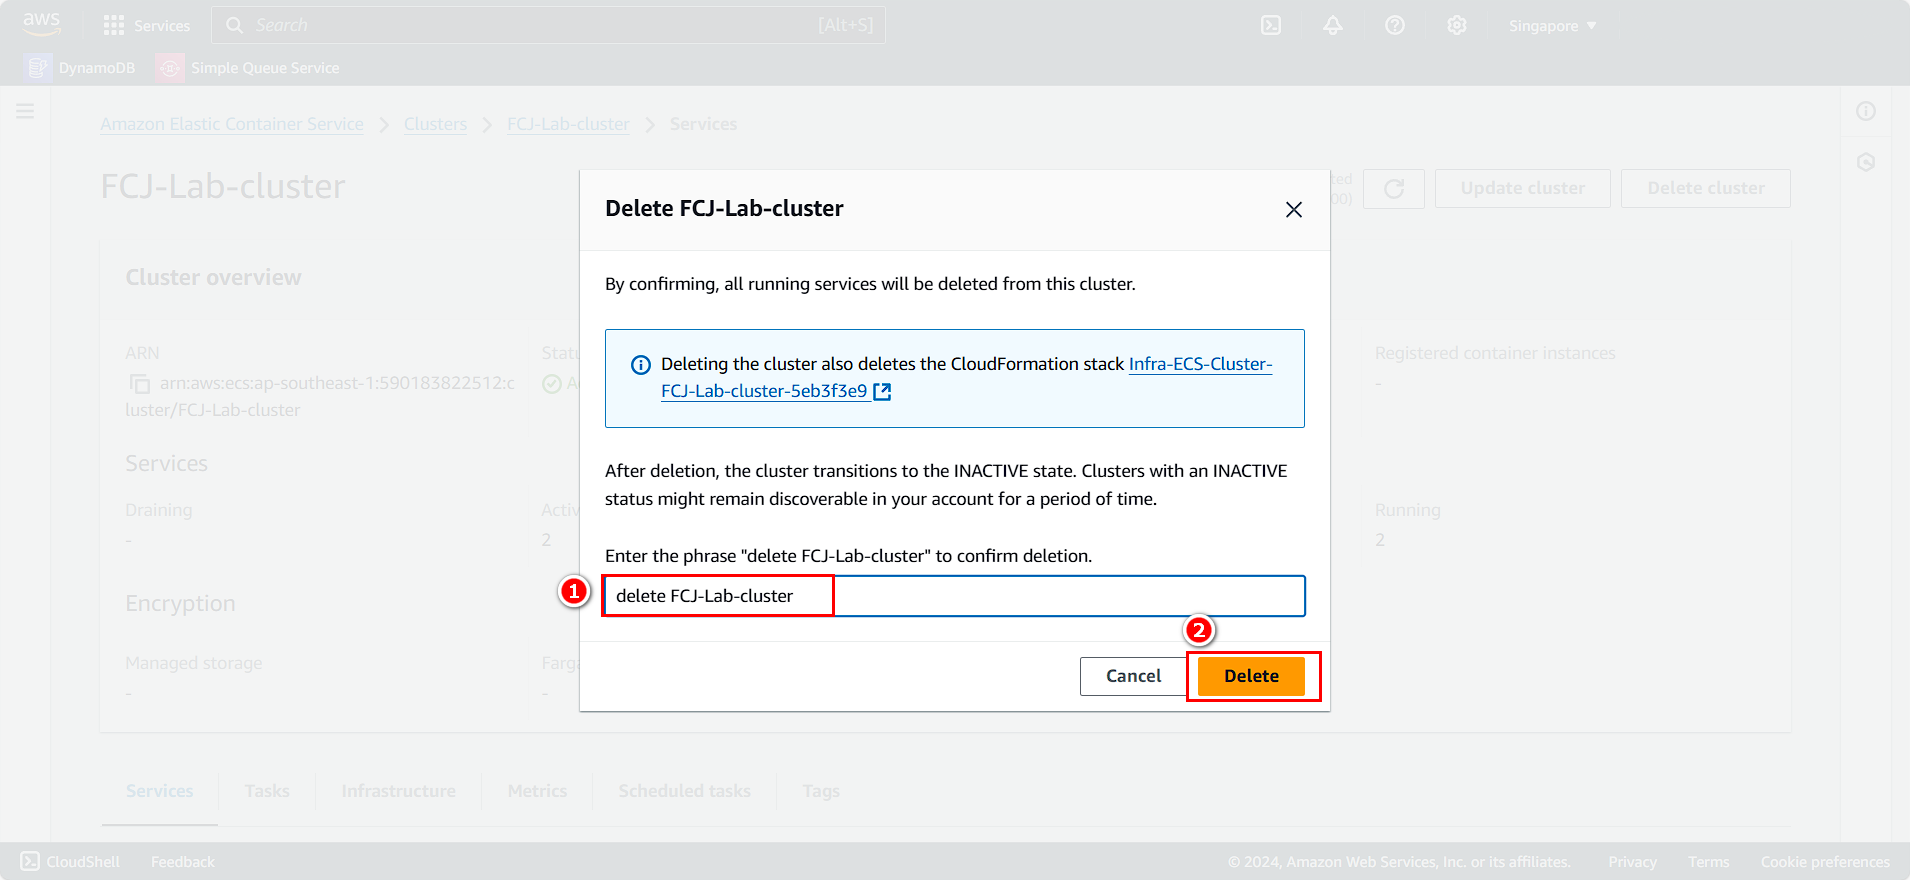 aws
Services
Search
[Alt+S]
Singapore
DynamoDB
Simple Queue Service
Amazon Elastic Container Service
Clusters
FCJ-Lab-cluster
Services
FCJ-Lab-cluster
Update cluster
Delete cluster
Cluster overview
ARN
arn:aws:ecs:ap-southeast-1:590183822512:c
luster/FCJ-Lab-cluster
Registered container instances
-
Services
Draining
-
2
Running
2
Encryption
Managed storage
-
-
Delete FCJ-Lab-cluster
By confirming, all running services will be deleted from this cluster.
Deleting the cluster also deletes the CloudFormation stack Infra-ECS-Cluster-
FCJ-Lab-cluster-5eb3f3e9
After deletion, the cluster transitions to the INACTIVE state. Clusters with an INACTIVE
status might remain discoverable in your account for a period of time.
Enter the phrase "delete FCJ-Lab-cluster" to confirm deletion.
1
delete FCJ-Lab-cluster
2
Cancel
Delete
Services
Tasks
Infrastructure
Metrics
Scheduled tasks
Tags
CloudShell
Feedback
© 2024, Amazon Web Services, Inc. or its affiliates.
Privacy
Terms
Cookie preferences